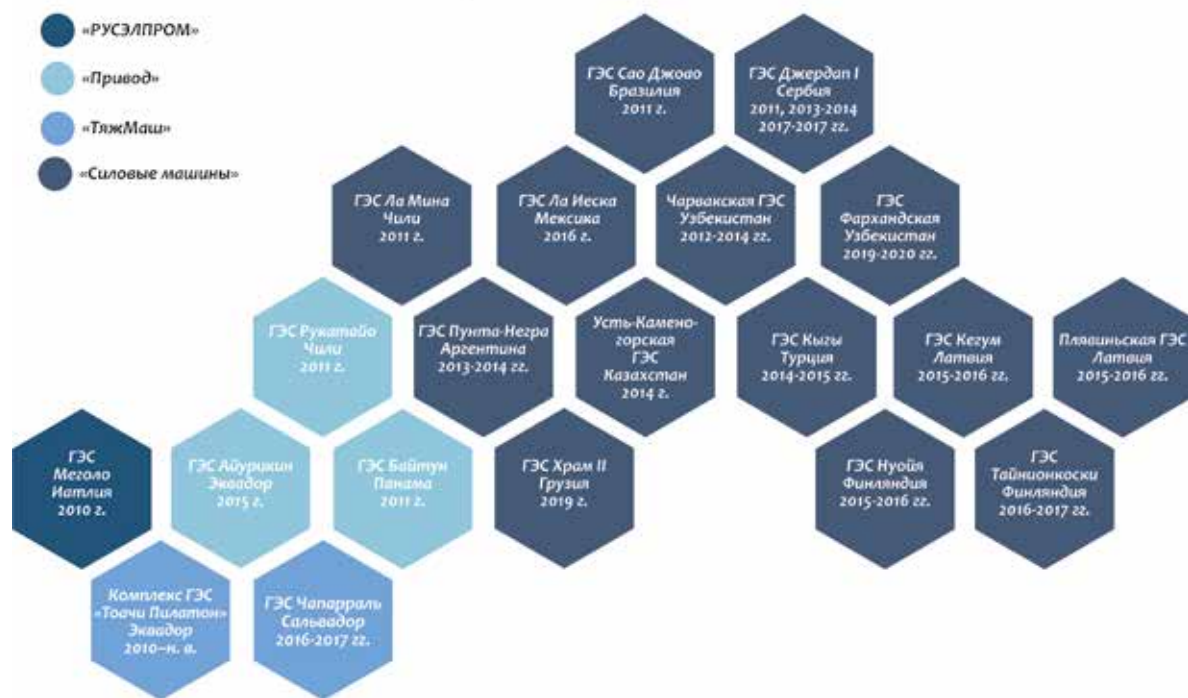 «РУСЭЛПРОМ»
«Привод»
«ТяжМаш»
«Силовые машины»
ГЭС Сао Джоао
Бразилия
2011 г.
ГЭС Джердап I
Сербия
2011, 2013-2014
2017-2017 гг.
ГЭС Ла Мина
Чили
2011 г.
ГЭС Ла Иеска
Мексика
2016 г.
Чарвакская ГЭС
Узбекистан
2012-2014 гг.
ГЭС
Фархандская
Узбекистан
2019-2020 гг.
ГЭС Рукатайо
Чили
2011 г.
ГЭС Пунта-Негра
Аргентина
2013-2014 гг.
Усть-Камено-
горская
ГЭС
Казахстан
2014 г.
ГЭС Кыгы
Турция
2014-2015 гг.
ГЭС Кегум
Латвия
2015-2016 гг.
Плявиньская ГЭС
Латвия
2015-2016 гг.
ГЭС
Меголо
Иатлия
2010 г.
ГЭС Айурикин
Эквадор
2015 г.
ГЭС Байтун
Панама
2011 г.
ГЭС Храм II
Грузия
2019 г.
ГЭС Нуойя
Финляндия
2015-2016 гг.
ГЭС
Тайнионкоски
Финляндия
2016-2017 гг.
Комплекс ГЭС
«Тоачи Пилатон»
Эквадор
2010–н. в.
ГЭС Чапарраль
Сальвадор
2016-2017 гг.